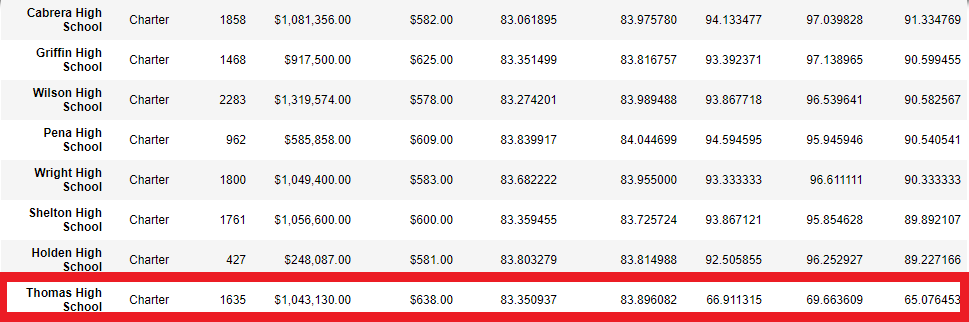 Cabrera High School Charter 1858 $1,081,356.00 $582.00 83.061895 83.975780 94.133477 97.039828 91.334769
Griffin High School Charter 1468 $917,500.00 $625.00 83.351499 83.816757 93.392371 97.138965 90.599455
Wilson High School Charter 2283 $1,319,574.00 $578.00 83.274201 83.989488 93.867718 96.539641 90.582567
Pena High School Charter 962 $585,858.00 $609.00 83.839917 84.044699 94.594595 95.945946 90.540541
Wright High School Charter 1800 $1,049,400.00 $583.00 83.682222 83.955000 93.333333 96.611111 90.333333
Shelton High School Charter 1761 $1,056,600.00 $600.00 83.359455 83.725724 93.867121 95.854628 89.892107
Holden High School Charter 427 $248,087.00 $581.00 83.803279 83.814988 92.505855 96.252927 89.227166
Thomas High School Charter 1635 $1,043,130.00 $638.00 83.350937 83.896082 66.911315 69.663609 65.076453